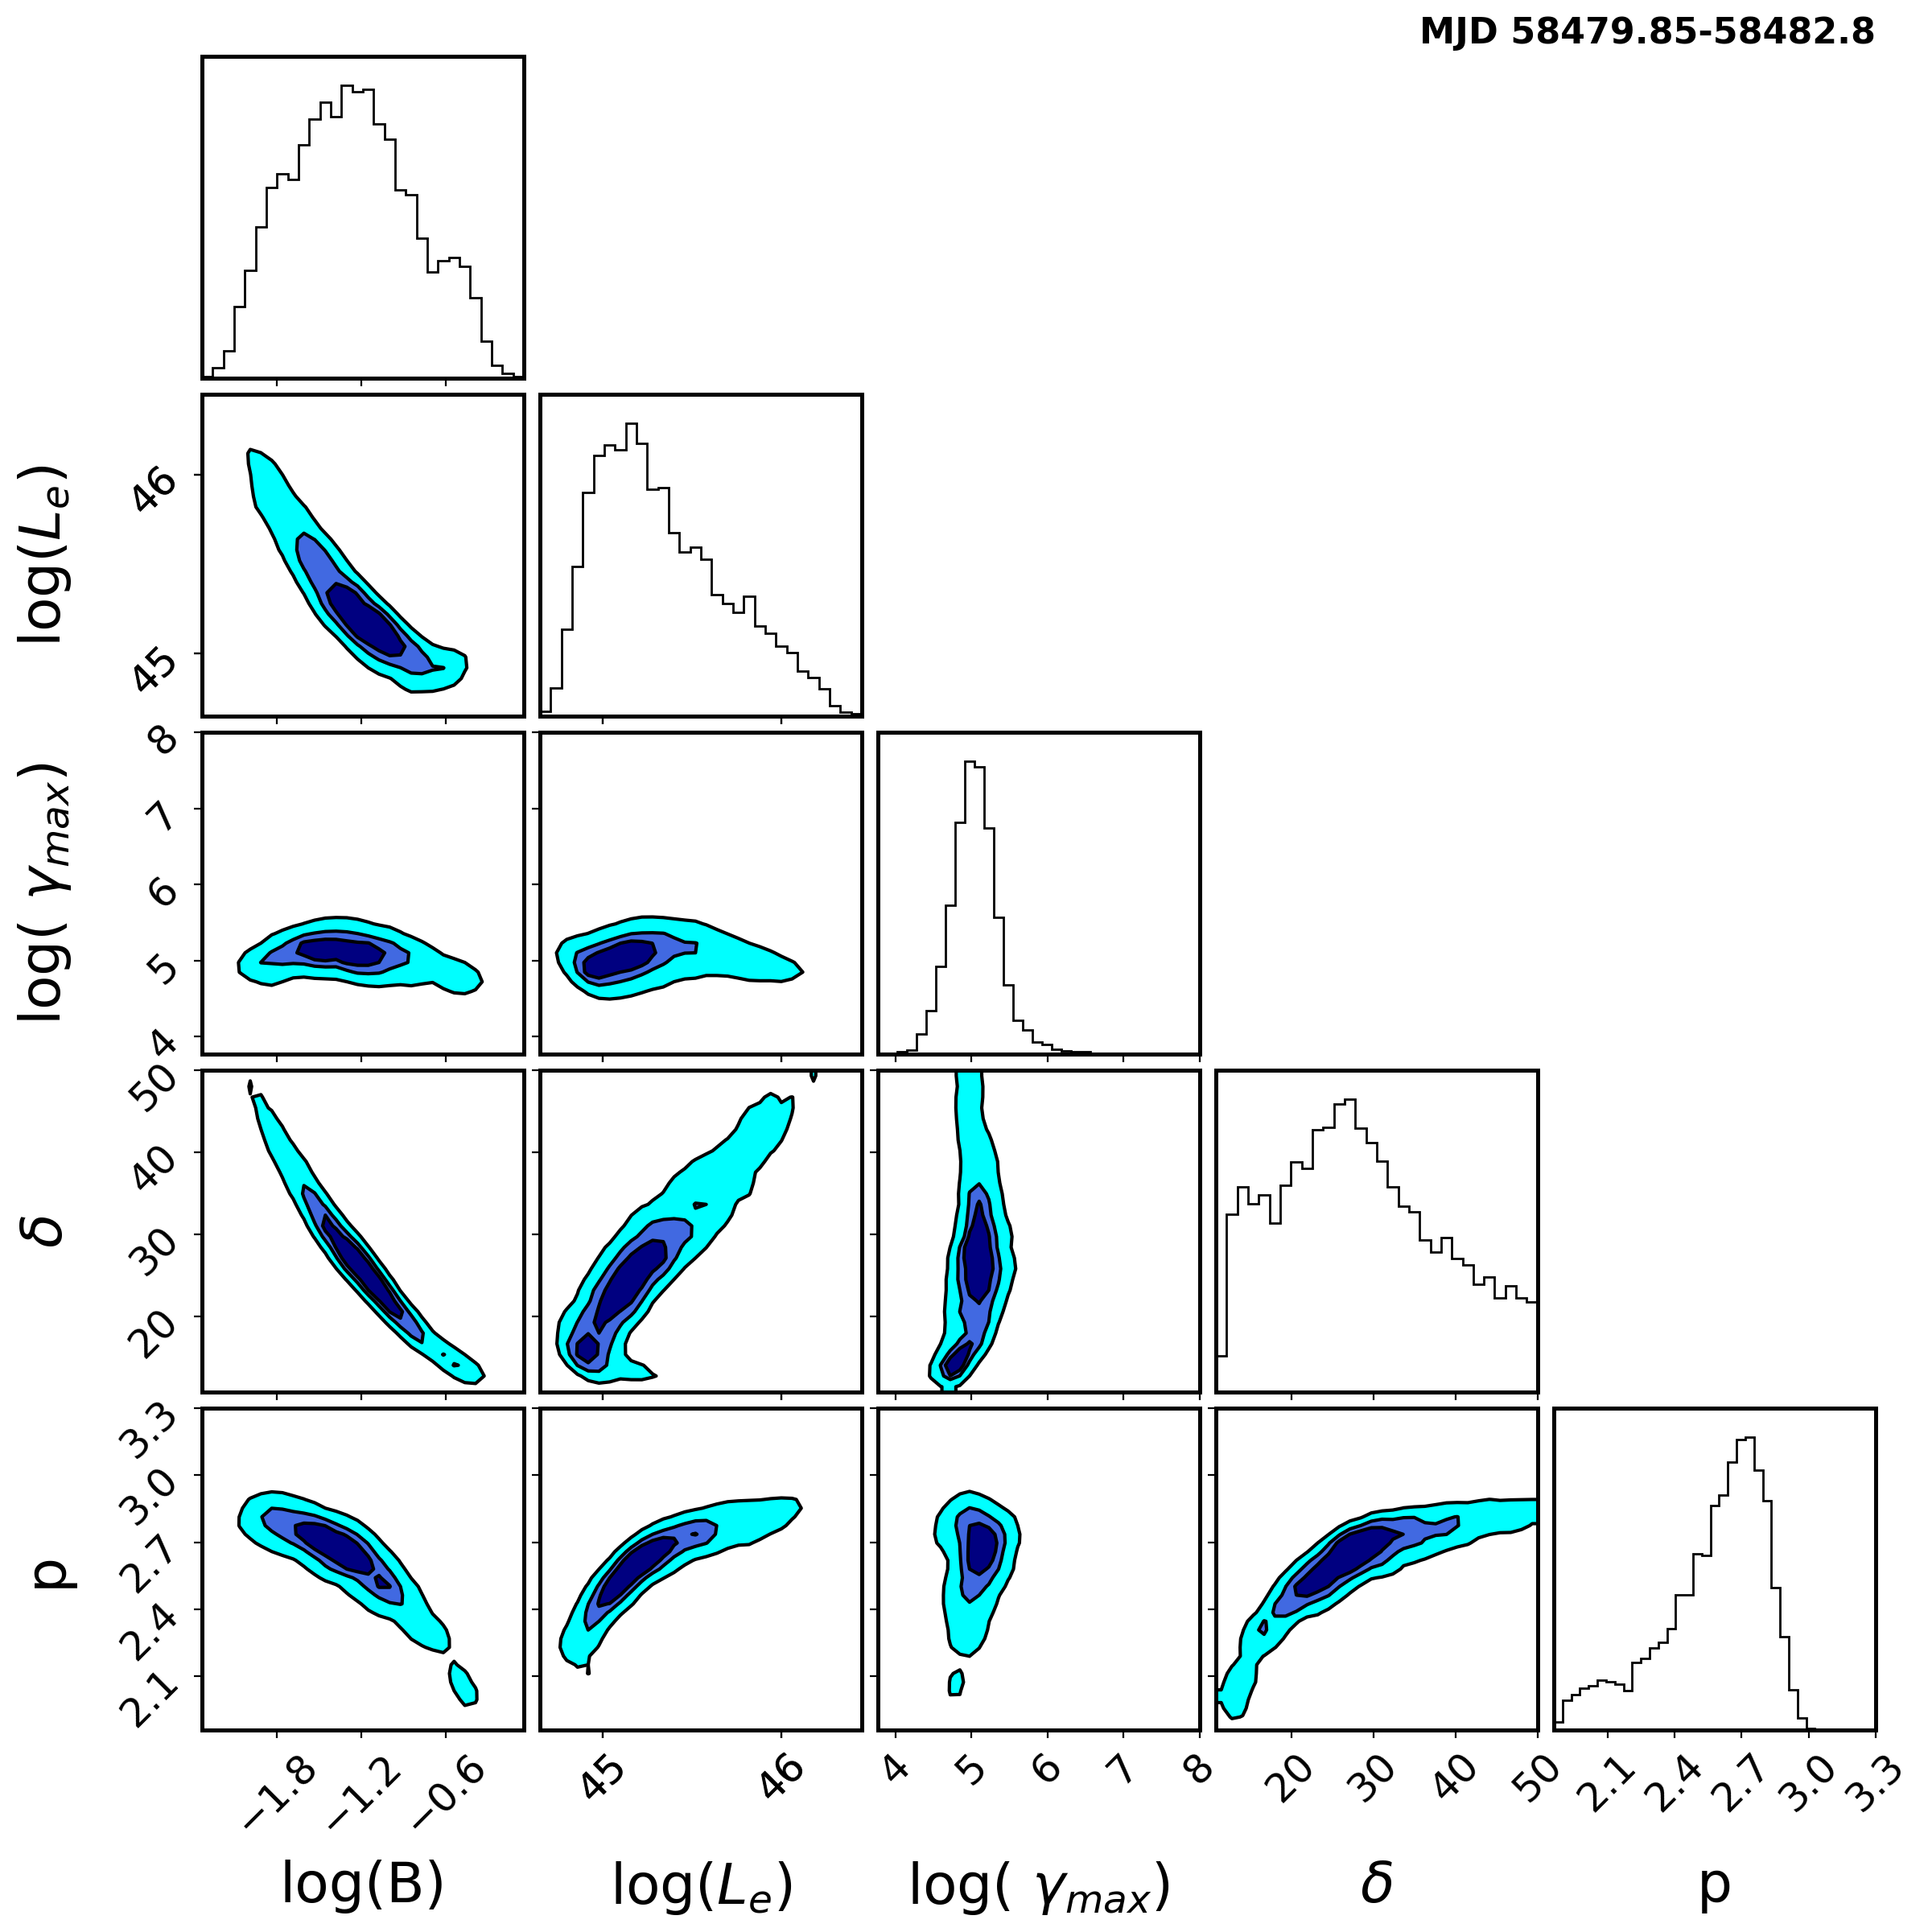 MJD 58479.85-58482.8
log(Lₑ)
46
45
log( γₘₐₓ)
8
7
6
5
4
δ
50
40
30
20
p
3.3
3.0
2.7
2.4
2.1
−1.8 −1.2 −0.6 45 46 4 5 6 7 8 20 30 40 50 2.1 2.4 2.7 3.0 3.3
log(B) log(Lₑ) log( γₘₐₓ) δ p